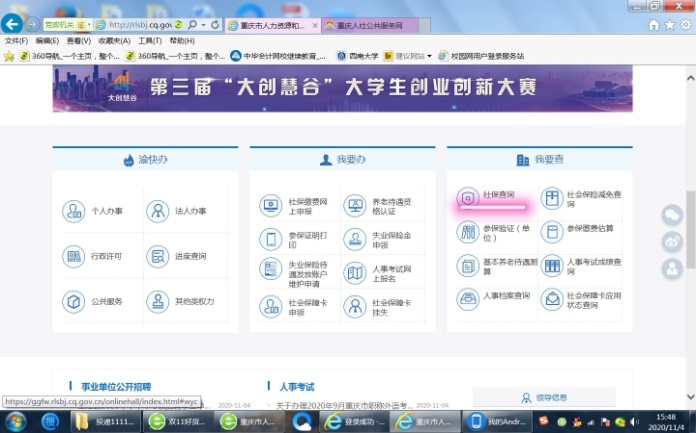 党政机关
http://rlsbj.cq.gov.cn/
重庆市人力资源和...
重庆人社公共服务网
文件(F) 编辑(E) 查看(V) 收藏夹(A) 工具(T) 帮助(H)
360导航_一个主页，整个...
360导航_一个主页，整个...
中华会计网校继续教育_...
西南大学
建议网站
校园网用户登录服务站
大创慧谷
第三届“大创慧谷”大学生创业创新大赛
渝快办
个人办事
法人办事
行政许可
进度查询
公共服务
其他类权力
我要办
社保缴费网
上申报
养老待遇资
格认证
参保证明打
印
失业保险金
申领
失业保险待
遇发放账户
维护申请
人事考试网
上报名
社会保障卡
申领
社会保障卡
挂失
我要查
社保查询
社会保险减免查
询
参保验证（单
位）
参保缴费估算
基本养老待遇测
算
人事考试成绩查
询
人事档案查询
社会保障卡应用
状态查询
事业单位公开招聘
2020-11-04
人事考试
关于办理2020年9月重庆市职称外语考...
2020-11-04
领导信息
https://ggfw.rlsbj.cq.gov.cn/onlinehall/index.html#wyc
投递1111...
双11好货...
重庆市人...
登录成功 -...
重庆市人...
我的Andr...
15:48
2020/11/4